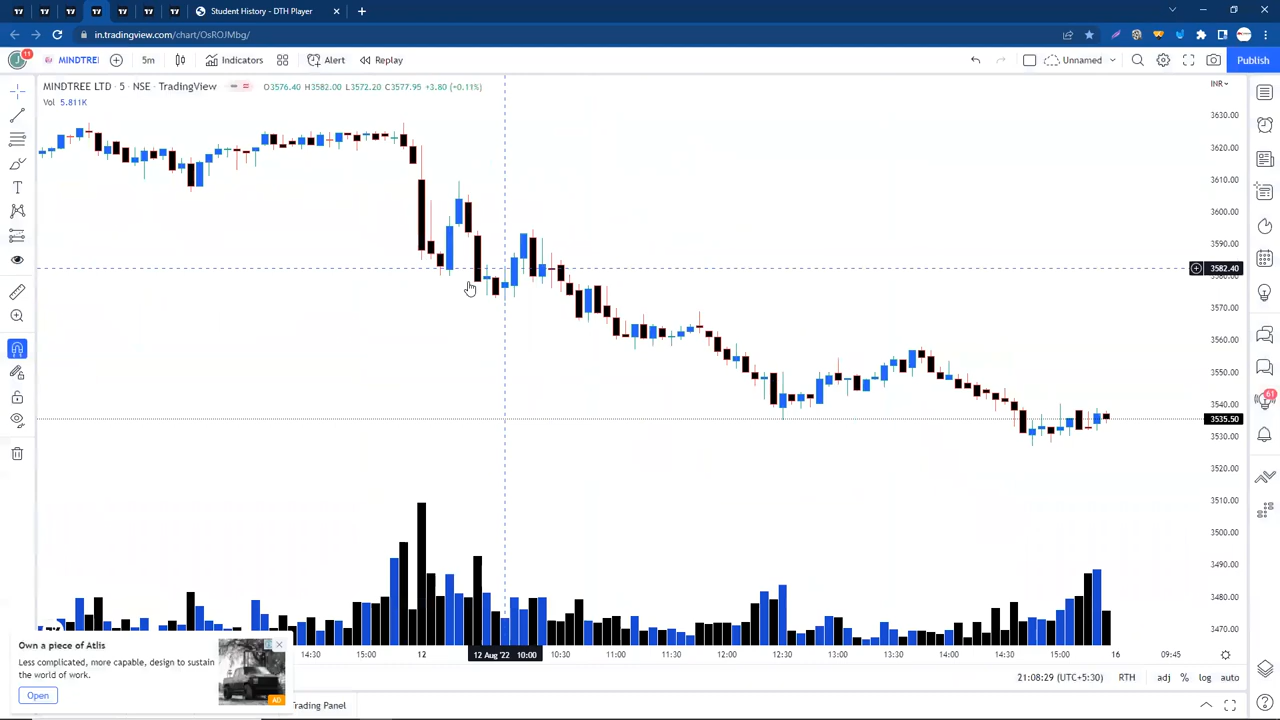 Student History - DTH Player
in.tradingview.com/chart/OsROJMbg/
11
MINDTREE
5m
Indicators
Alert
Replay
Unnamed
Publish
MINDTREE LTD · 5 · NSE · TradingView
O3576.40 H3582.00 L3572.20 C3577.95 +3.80 (+0.11%)
INR
Vol 5.811K
3630.00
3620.00
3610.00
3600.00
3590.00
3582.40
3580.00
3570.00
3560.00
3550.00
3540.00
3535.50
3530.00
3520.00
3510.00
3500.00
3490.00
3480.00
3470.00
61
Own a piece of Atlis
Less complicated, more capable, design to sustain
the world of work.
Open
AD
14:30 15:00 12 12 Aug '22 10:00 10:30 11:00 11:30 12:00 12:30 13:00 13:30 14:00 14:30 15:00 16 09:45
21:08:29 (UTC+5:30) RTH adj % log auto
Trading Panel